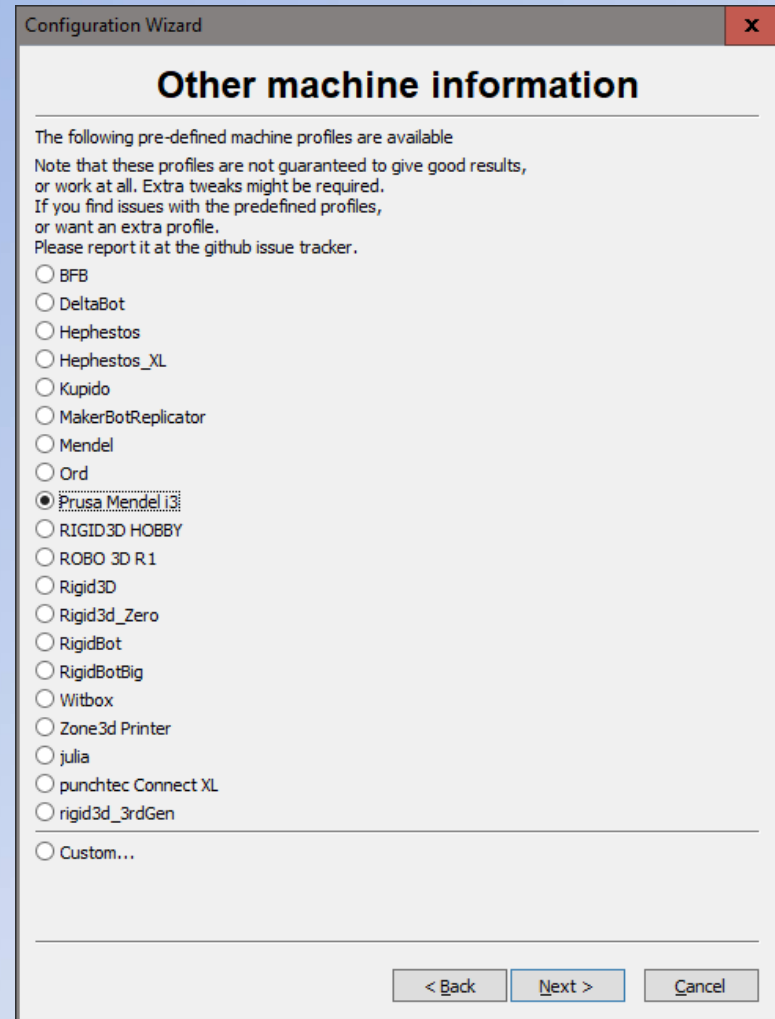 Configuration Wizard
x
Other machine information
The following pre-defined machine profiles are available
Note that these profiles are not guaranteed to give good results,
or work at all. Extra tweaks might be required.
If you find issues with the predefined profiles,
or want an extra profile.
Please report it at the github issue tracker.
BFB
DeltaBot
Hephestos
Hephestos_XL
Kupido
MakerBotReplicator
Mendel
Ord
Prusa Mendel i3
RIGID3D HOBBY
ROBO 3D R1
Rigid3D
Rigid3d_Zero
RigidBot
RigidBotBig
Witbox
Zone3d Printer
julia
punchtec Connect XL
rigid3d_3rdGen
Custom...
< Back Next > Cancel